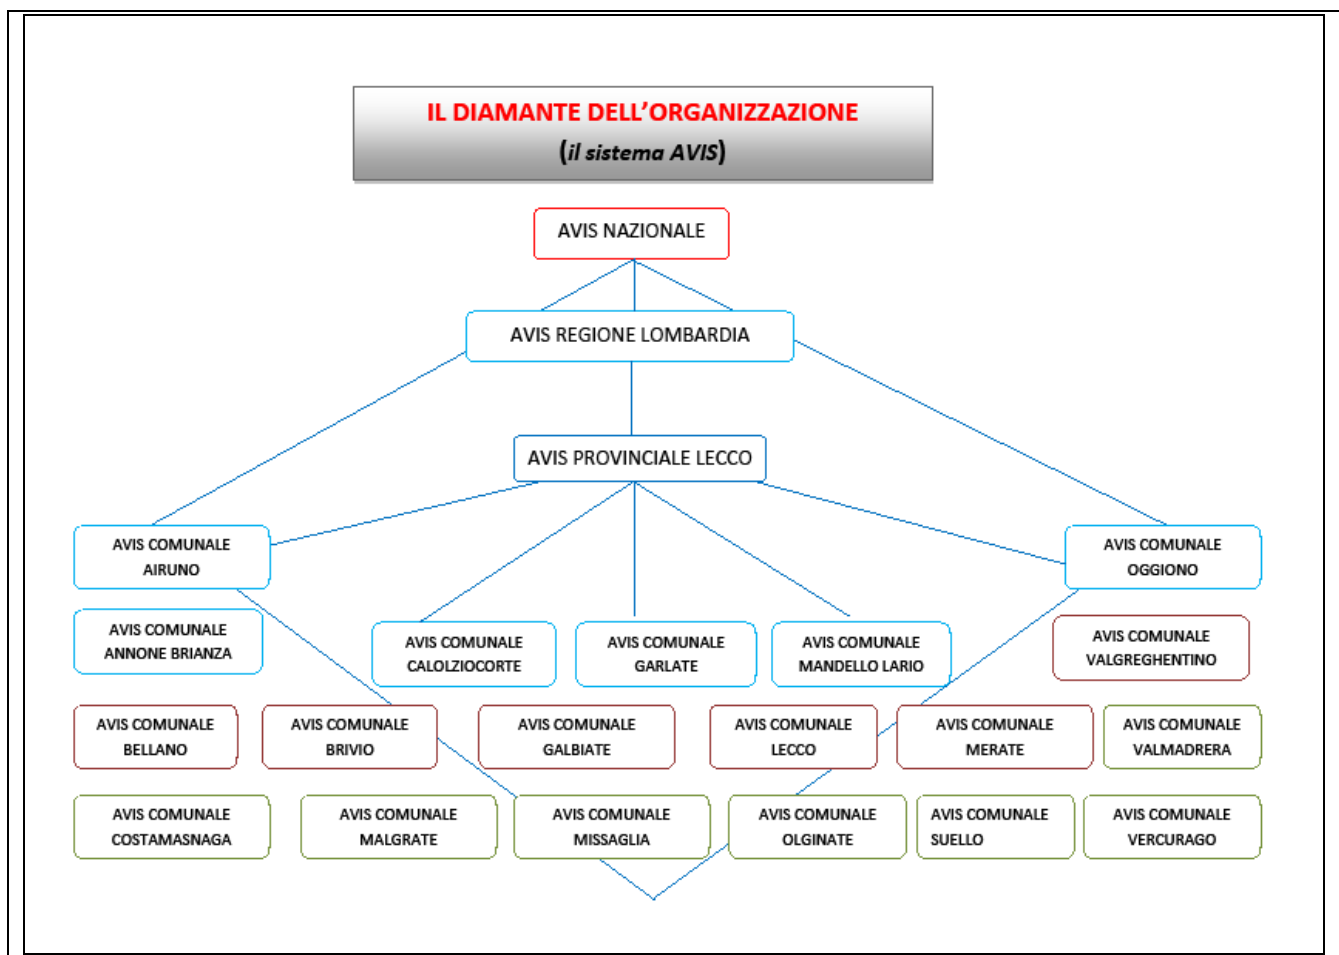 IL DIAMANTE DELL’ORGANIZZAZIONE
(il sistema AVIS)
AVIS NAZIONALE
AVIS REGIONE LOMBARDIA
AVIS PROVINCIALE LECCO
AVIS COMUNALE
AIRUNO
AVIS COMUNALE
OGGIONO
AVIS COMUNALE
ANNONE BRIANZA
AVIS COMUNALE
CALOLZIOCORTE
AVIS COMUNALE
GARLATE
AVIS COMUNALE
MANDELLO LARIO
AVIS COMUNALE
VALGREGHENTINO
AVIS COMUNALE
BELLANO
AVIS COMUNALE
BRIVIO
AVIS COMUNALE
GALBIATE
AVIS COMUNALE
LECCO
AVIS COMUNALE
MERATE
AVIS COMUNALE
VALMADRERA
AVIS COMUNALE
COSTAMASNAGA
AVIS COMUNALE
MALGRATE
AVIS COMUNALE
MISSAGLIA
AVIS COMUNALE
OLGINATE
AVIS COMUNALE
SUELLO
AVIS COMUNALE
VERCURAGO